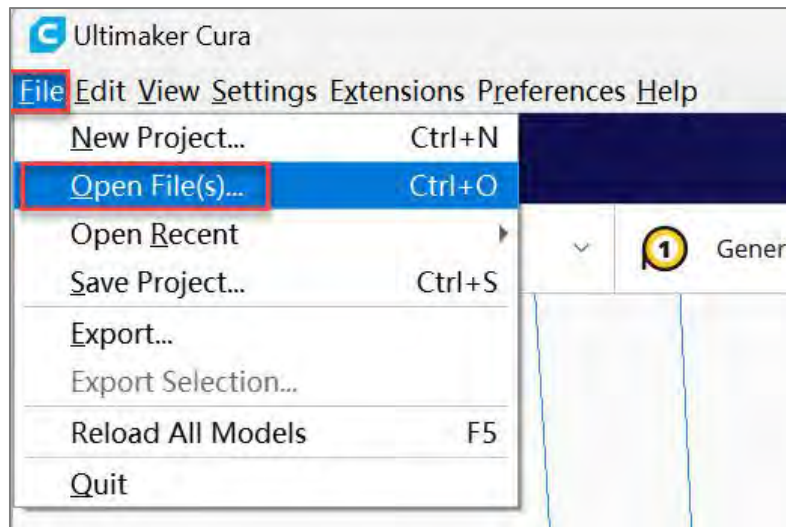 Ultimaker Cura
File Edit View Settings Extensions Preferences Help
New Project... Ctrl+N
Open File(s)... Ctrl+O
Open Recent
1 Gener
Save Project... Ctrl+S
Export...
Export Selection...
Reload All Models F5
Quit